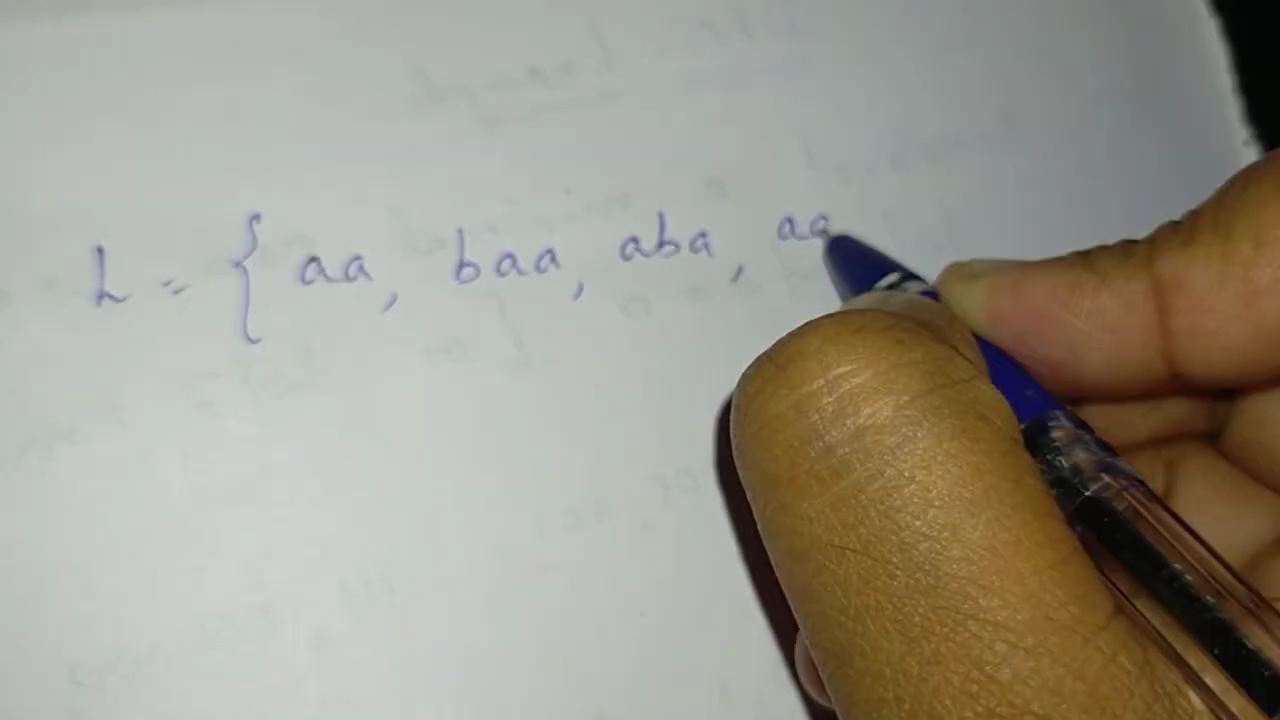 L = { aa, baa, aba, aa